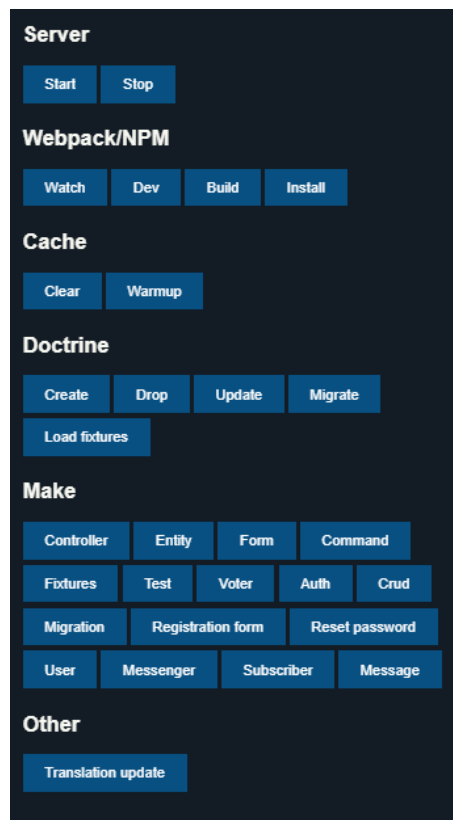 Server
Start Stop
Webpack/NPM
Watch Dev Build Install
Cache
Clear Warmup
Doctrine
Create Drop Update Migrate
Load fixtures
Make
Controller Entity Form Command
Fixtures Test Voter Auth Crud
Migration Registration form Reset password
User Messenger Subscriber Message
Other
Translation update